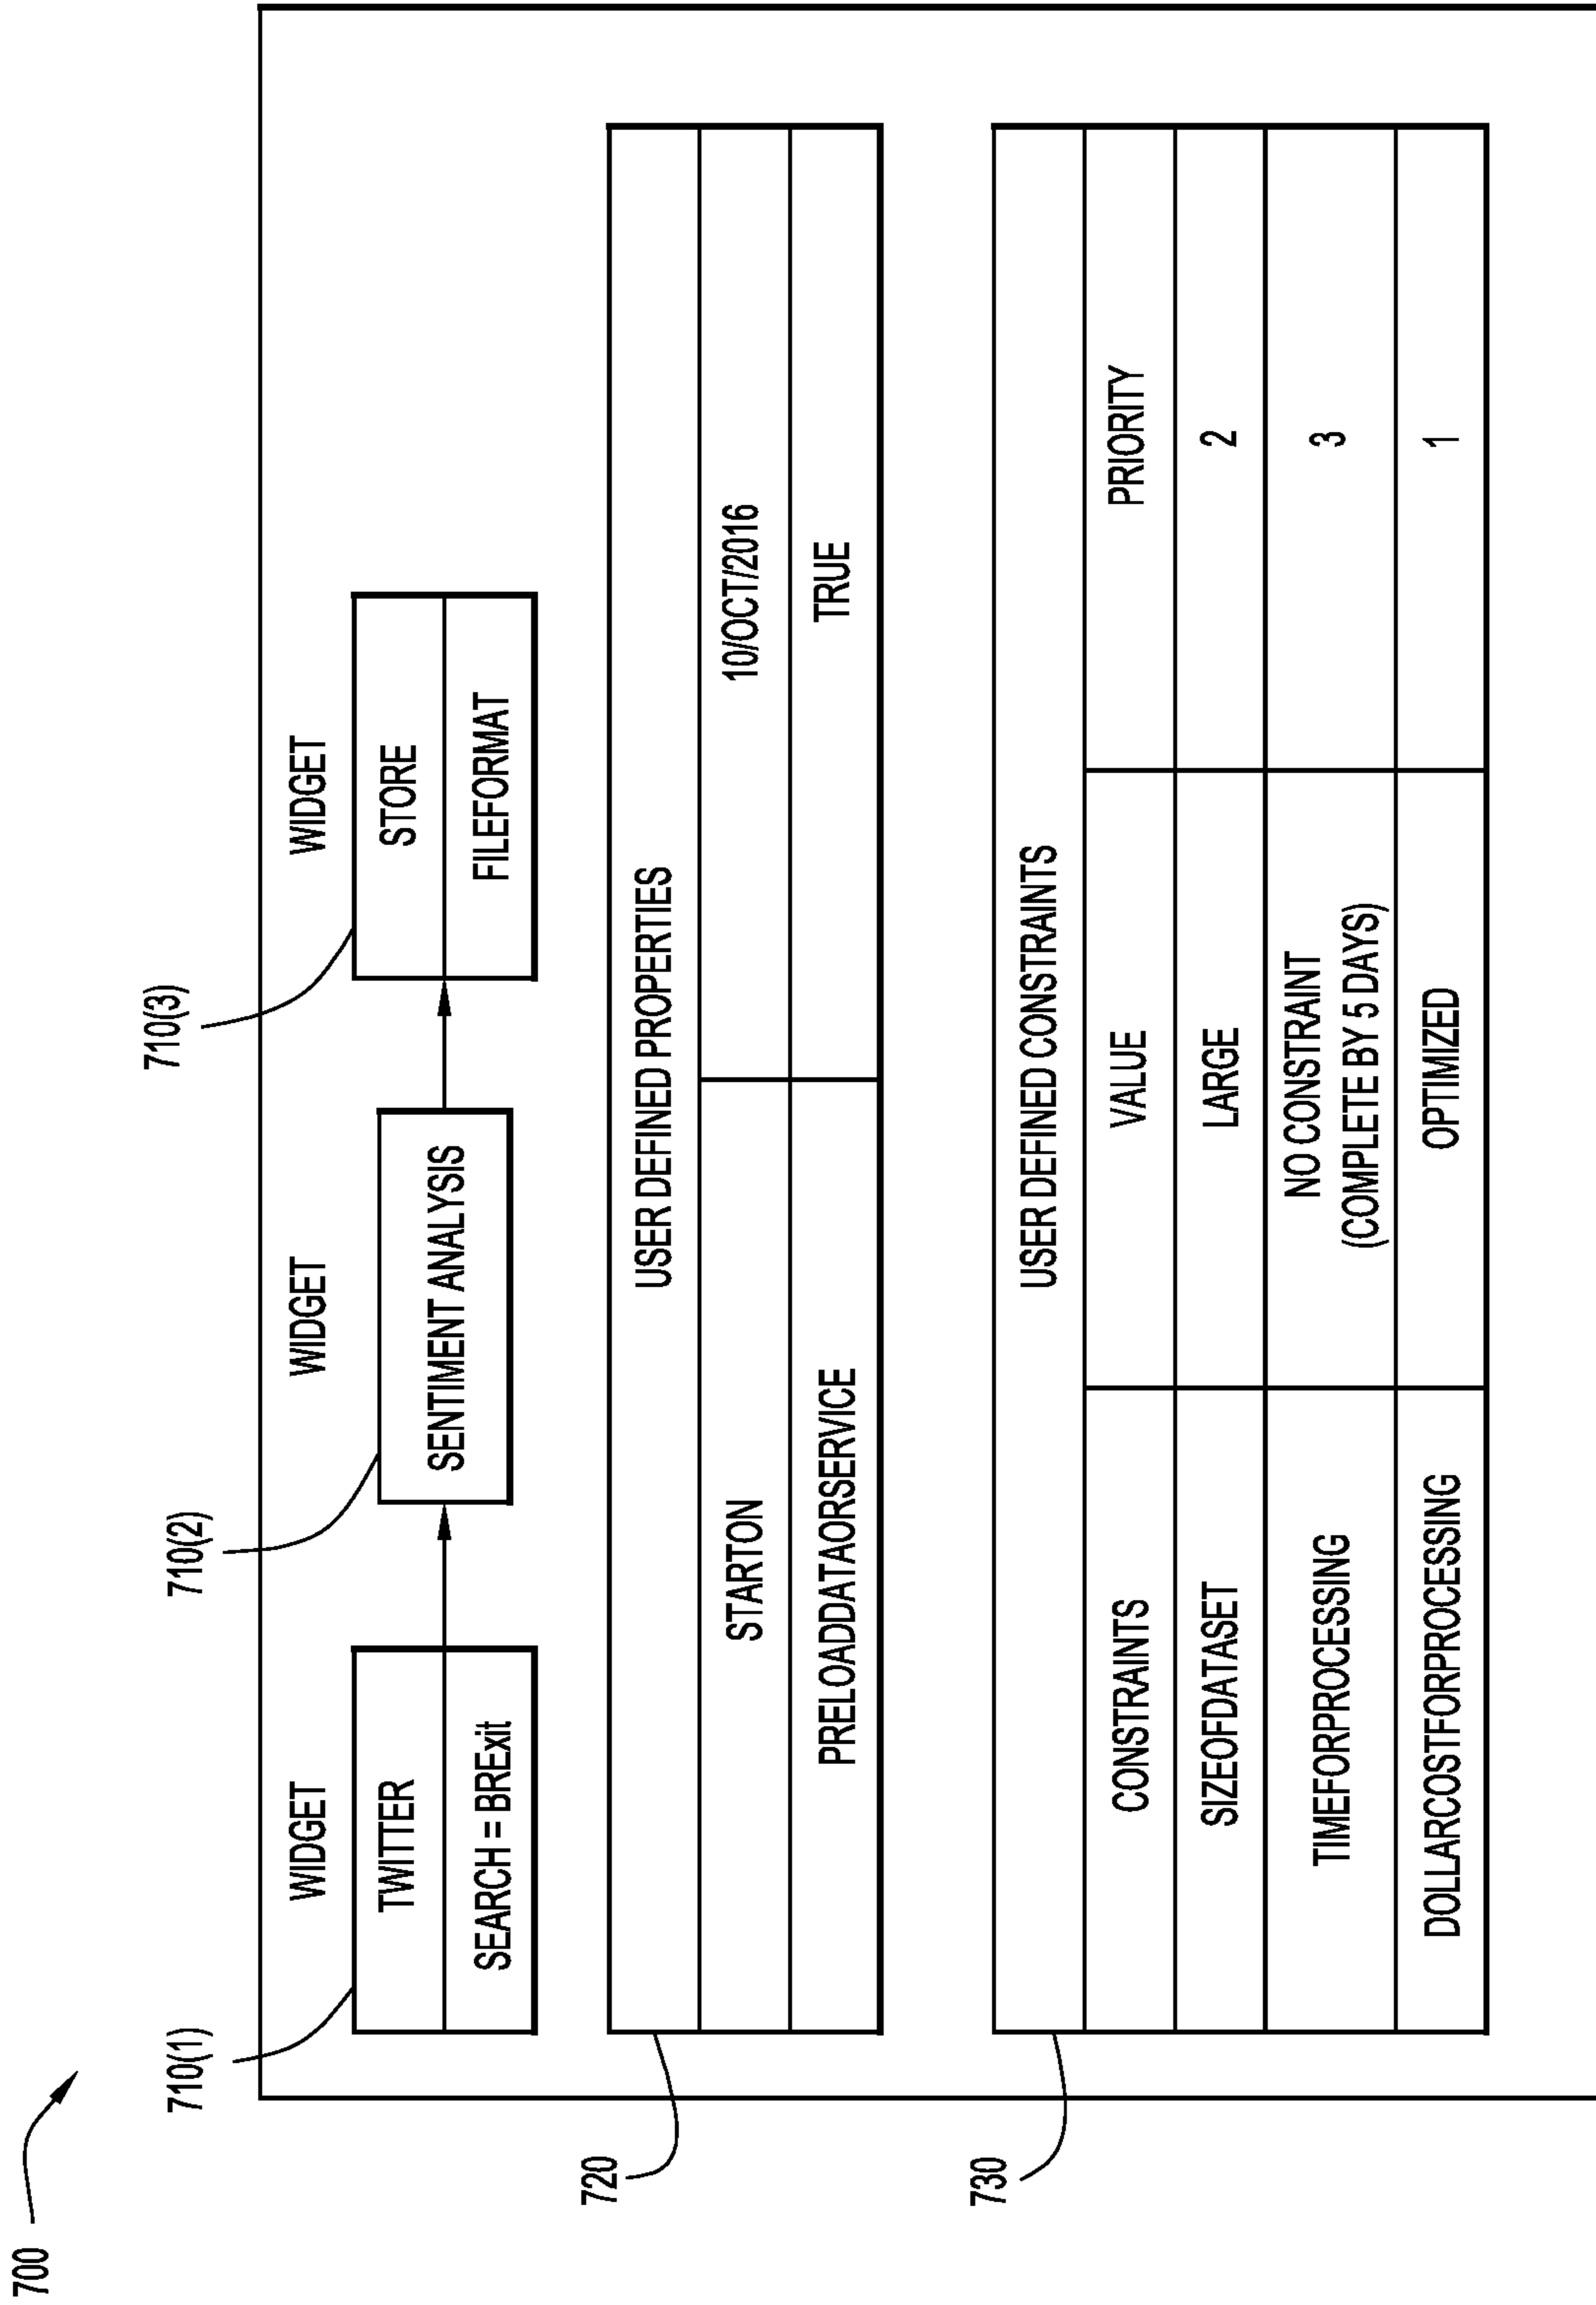 700
710(1)
710(2)
710(3)
WIDGET
WIDGET
WIDGET
TWITTER
SEARCH = BRExit
SENTIMENT ANALYSIS
STORE
FILEFORMAT
720
USER DEFINED PROPERTIES
STARTON 10/OCT/2016
PRELOADDATAORSERVICE TRUE
730
USER DEFINED CONSTRAINTS
CONSTRAINTS VALUE PRIORITY
SIZEOFDATASET LARGE 2
TIMEFORPROCESSING NO CONSTRAINT 3
(COMPLETE BY 5 DAYS)
DOLLARCOSTFORPROCESSING OPTIMIZED 1